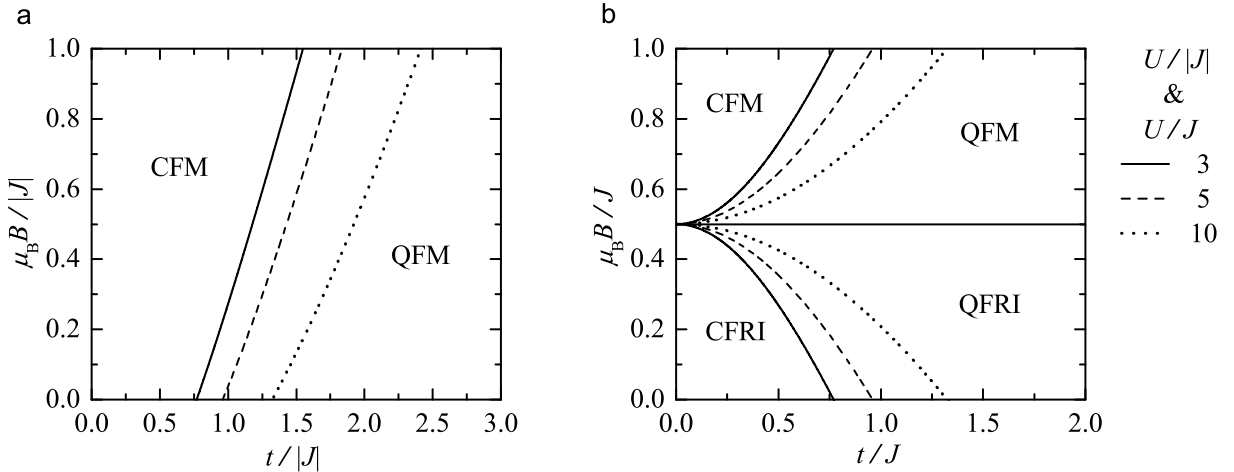 a
1.0
0.8
0.6
0.4
0.2
0.0
μ_B B / |J|
CFM
QFM
0.0 0.5 1.0 1.5 2.0 2.5 3.0
t / |J|
b
1.0
0.8
0.6
0.4
0.2
0.0
μ_B B / J
CFM
QFM
CFRI
QFRI
0.0 0.5 1.0 1.5 2.0
t / J
U / |J|
&
U / J
3
5
10